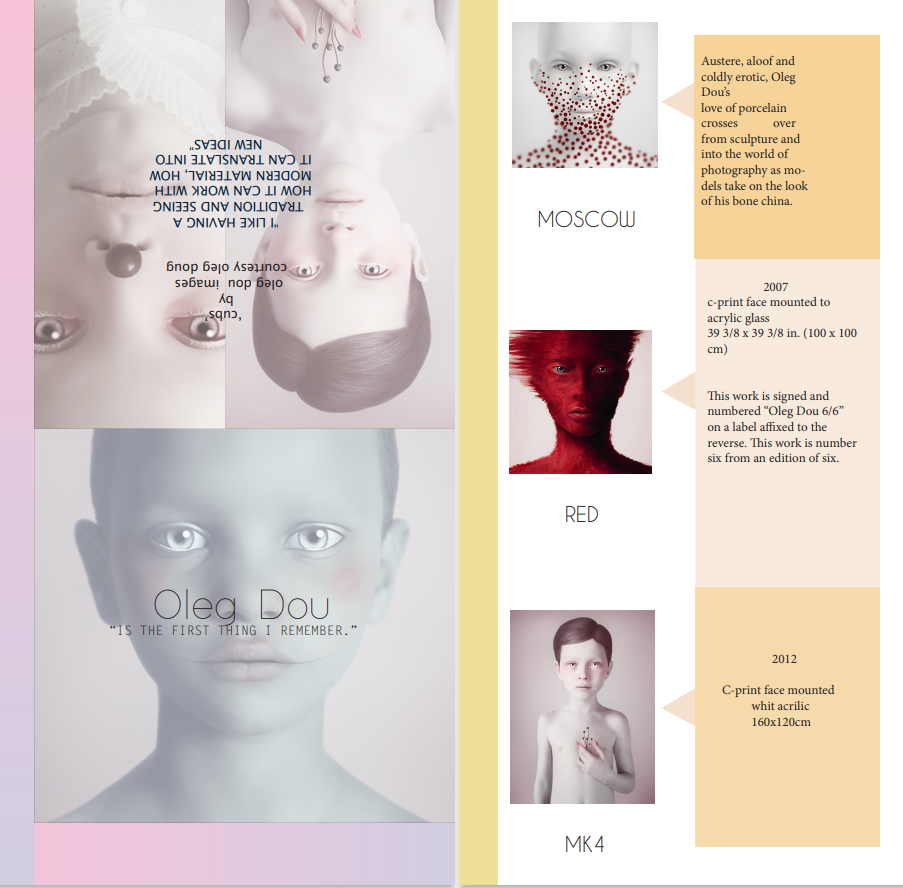 "I LIKE HAVING A
TRADITION AND SEEING
HOW IT CAN WORK WITH
MODERN MATERIAL, HOW
IT CAN TRANSLATE INTO
NEW IDEAS"
'cubs'
by
oleg dou images
courtesy oleg doug
Oleg Dou
"IS THE FIRST THING I REMEMBER."
MOSCOW
Austere, aloof and
coldly erotic, Oleg
Dou's
love of porcelain
crosses over
from sculpture and
into the world of
photography as mo-
dels take on the look
of his bone china.
RED
2007
c-print face mounted to
acrylic glass
39 3/8 x 39 3/8 in. (100 x 100
cm)
This work is signed and
numbered “Oleg Dou 6/6”
on a label affixed to the
reverse. This work is number
six from an edition of six.
MK4
2012
C-print face mounted
whit acrilic
160x120cm